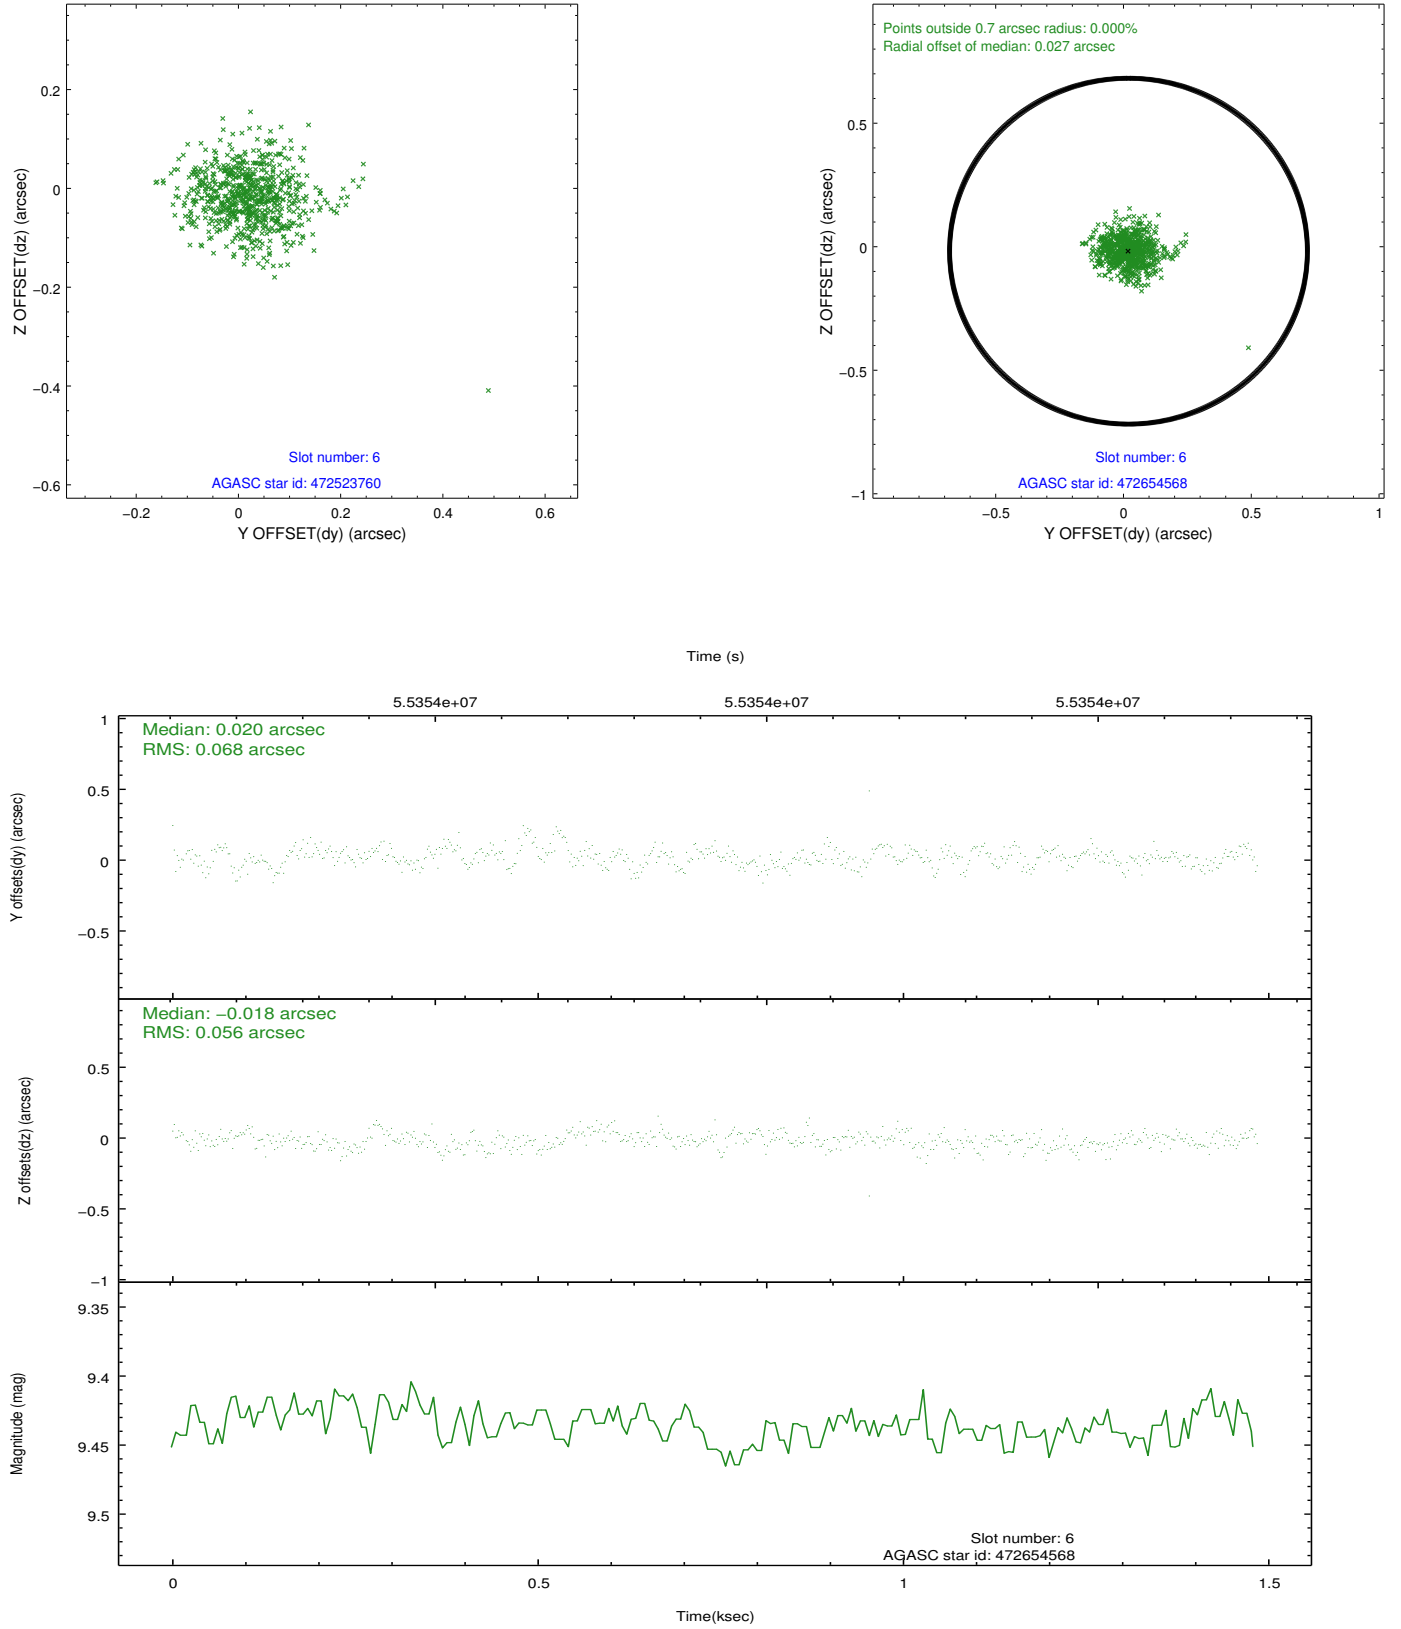 0.2
0
−0.2
−0.4
−0.6
Z OFFSET(dz) (arcsec)
Slot number: 6
AGASC star id: 472523760
−0.2
0
0.2
0.4
0.6
Y OFFSET(dy) (arcsec)
Points outside 0.7 arcsec radius: 0.000%
Radial offset of median: 0.027 arcsec
0.5
0
−0.5
−1
Z OFFSET(dz) (arcsec)
Slot number: 6
AGASC star id: 472654568
−0.5
0
0.5
1
Y OFFSET(dy) (arcsec)
Time (s)
5.5354e+07
5.5354e+07
5.5354e+07
Median: 0.020 arcsec
RMS: 0.068 arcsec
1
0.5
0
−0.5
Y offsets(dy) (arcsec)
Median: −0.018 arcsec
RMS: 0.056 arcsec
0.5
0
−0.5
−1
Z offsets(dz) (arcsec)
9.35
9.4
9.45
9.5
Magnitude (mag)
Slot number: 6
AGASC star id: 472654568
0
0.5
1
1.5
Time(ksec)